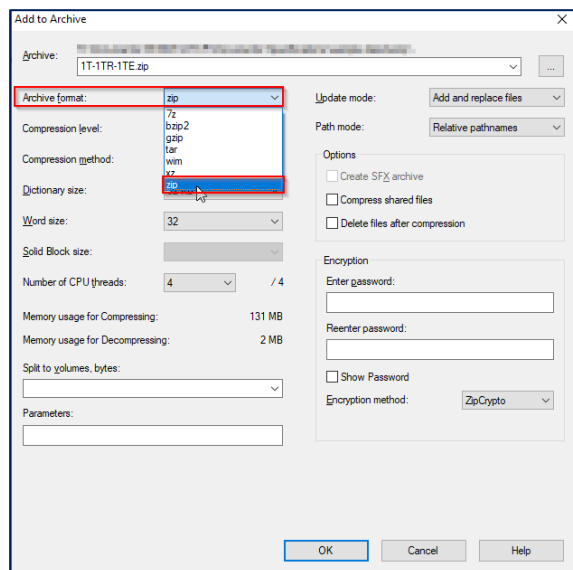 Add to Archive
Archive:
1T-1TR-1TE.zip
...
Archive format:
zip
7z
bzip2
gzip
tar
wim
xz
zip
Compression level:
Compression method:
Dictionary size:
Word size:
32
Solid Block size:
Number of CPU threads:
4
/ 4
Memory usage for Compressing:
131 MB
Memory usage for Decompressing:
2 MB
Split to volumes, bytes:
Parameters:
Update mode:
Add and replace files
Path mode:
Relative pathnames
Options
Create SFX archive
Compress shared files
Delete files after compression
Encryption
Enter password:
Reenter password:
Show Password
Encryption method:
ZipCrypto
OK
Cancel
Help